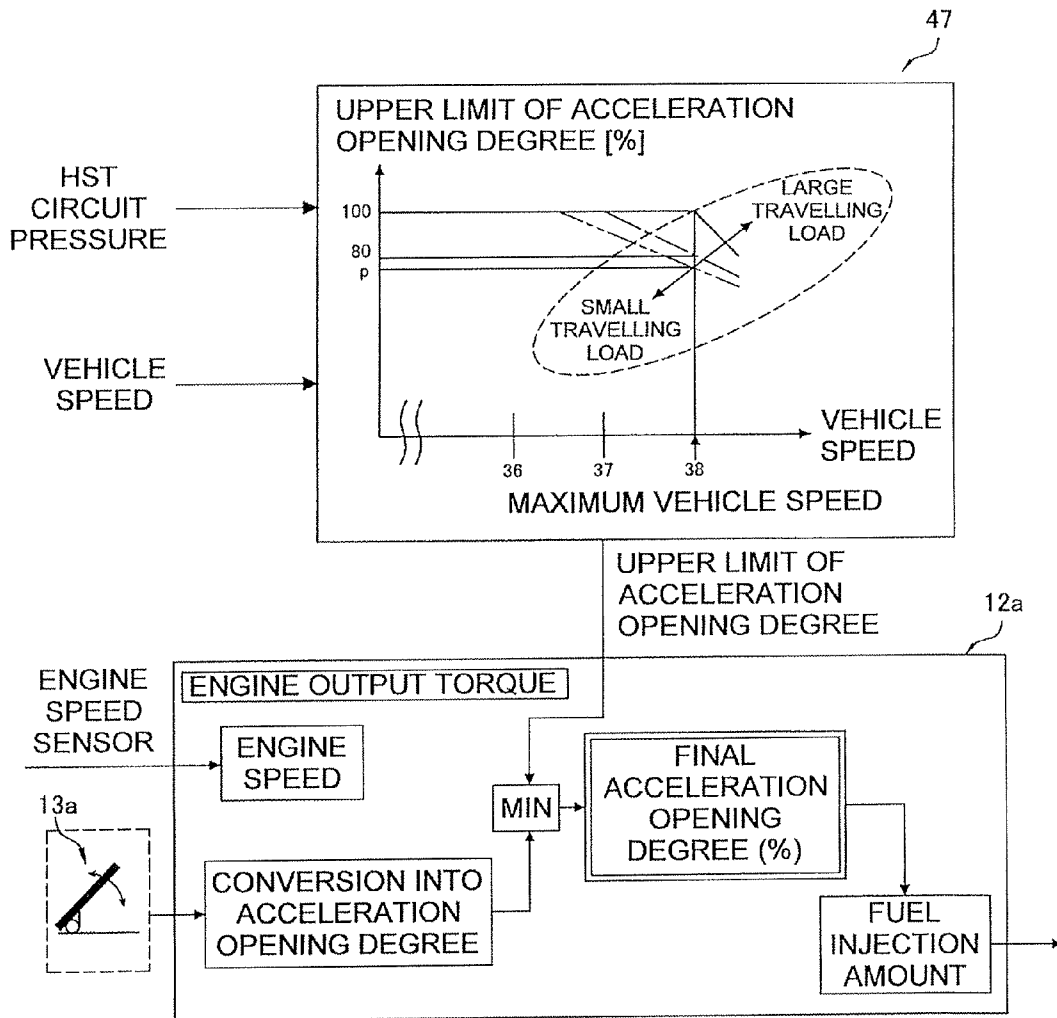 47
UPPER LIMIT OF ACCELERATION
OPENING DEGREE [%]
HST
CIRCUIT
PRESSURE
100
80
p
LARGE
TRAVELLING
LOAD
SMALL
TRAVELLING
LOAD
VEHICLE
SPEED
36
37
38
VEHICLE
SPEED
MAXIMUM VEHICLE SPEED
UPPER LIMIT OF
ACCELERATION
OPENING DEGREE
12a
ENGINE
SPEED
SENSOR
ENGINE OUTPUT TORQUE
ENGINE
SPEED
MIN
FINAL
ACCELERATION
OPENING
DEGREE (%)
13a
CONVERSION INTO
ACCELERATION
OPENING DEGREE
FUEL
INJECTION
AMOUNT